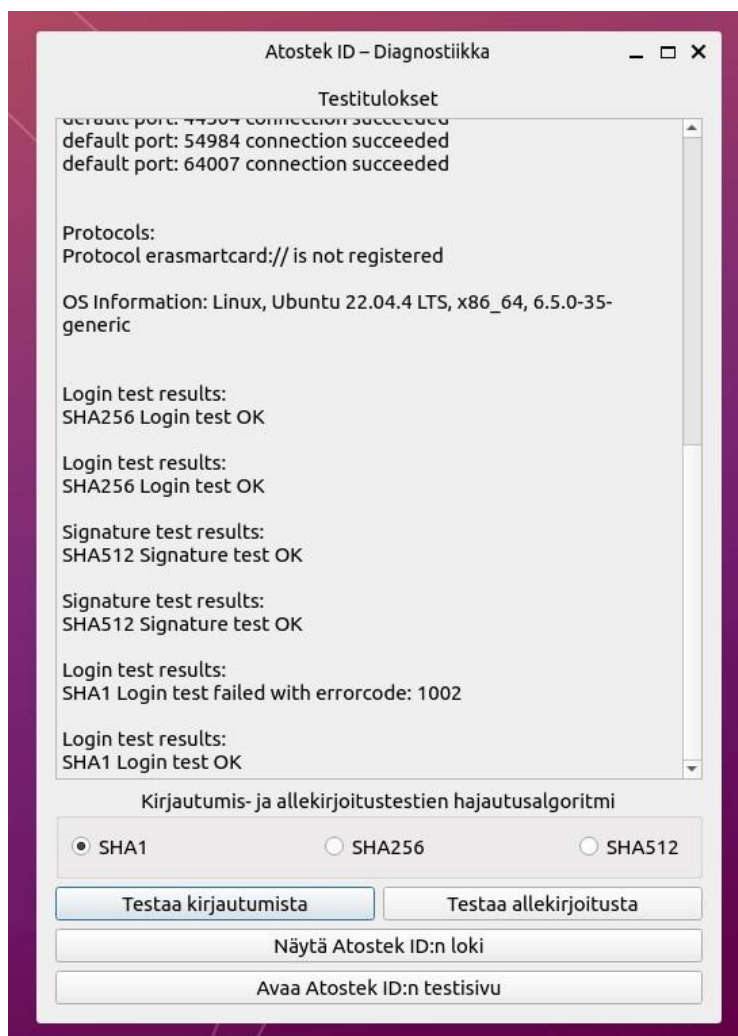 Atostek ID – Diagnostiikka
Testitulokset
default port: 44304 connection succeeded
default port: 54984 connection succeeded
default port: 64007 connection succeeded
Protocols:
Protocol erasmartcard:// is not registered
OS Information: Linux, Ubuntu 22.04.4 LTS, x86_64, 6.5.0-35-
generic
Login test results:
SHA256 Login test OK
Login test results:
SHA256 Login test OK
Signature test results:
SHA512 Signature test OK
Signature test results:
SHA512 Signature test OK
Login test results:
SHA1 Login test failed with errorcode: 1002
Login test results:
SHA1 Login test OK
Kirjautumis- ja allekirjoitustestien hajautusalgoritmi
SHA1 SHA256 SHA512
Testaa kirjautumista Testaa allekirjoitusta
Näytä Atostek ID:n loki
Avaa Atostek ID:n testisivu